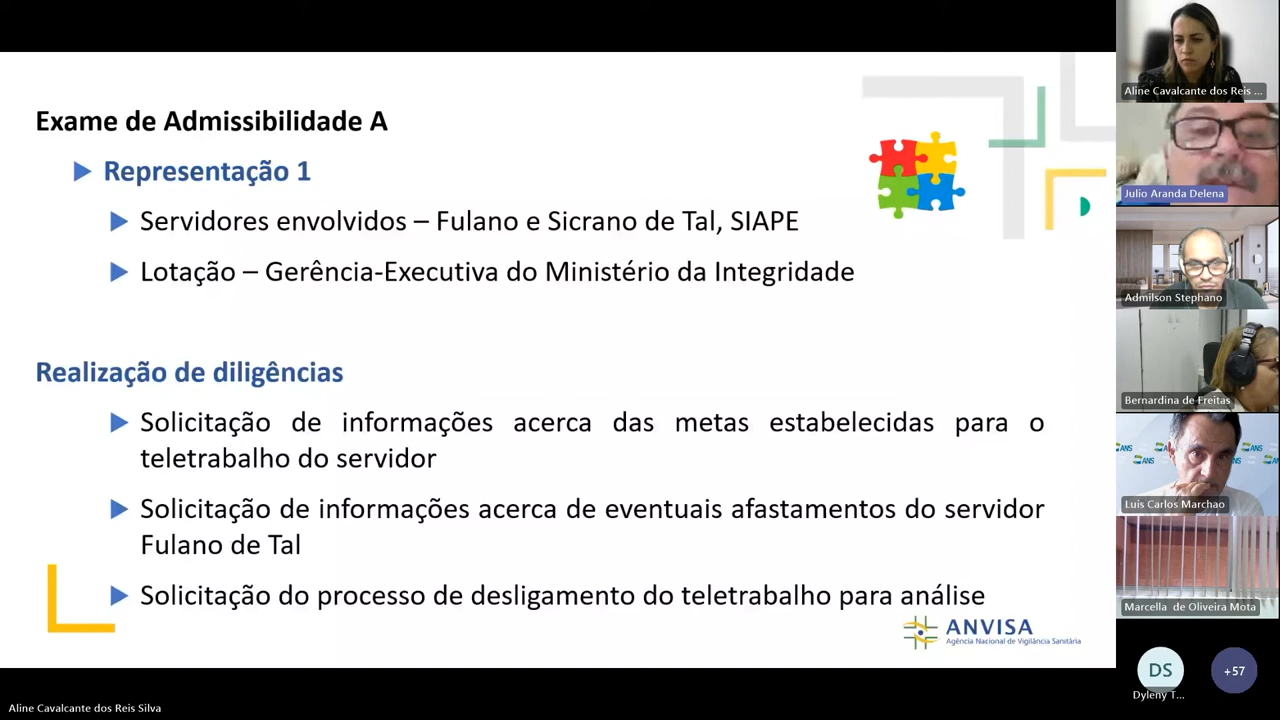 Exame de Admissibilidade A
Representação 1
Servidores envolvidos – Fulano e Sicrano de Tal, SIAPE
Lotação – Gerência-Executiva do Ministério da Integridade
Realização de diligências
Solicitação de informações acerca das metas estabelecidas para o
teletrabalho do servidor
Solicitação de informações acerca de eventuais afastamentos do servidor
Fulano de Tal
Solicitação do processo de desligamento do teletrabalho para análise
ANVISA
Agência Nacional de Vigilância Sanitária
Aline Cavalcante dos Reis ...
Julio Aranda Delena
Admilson Stephano
Bernardina de Freitas
ANS
ANS
Luis Carlos Marchao
Marcella de Oliveira Mota
DS
+57
Dyleny T...
Aline Cavalcante dos Reis Silva